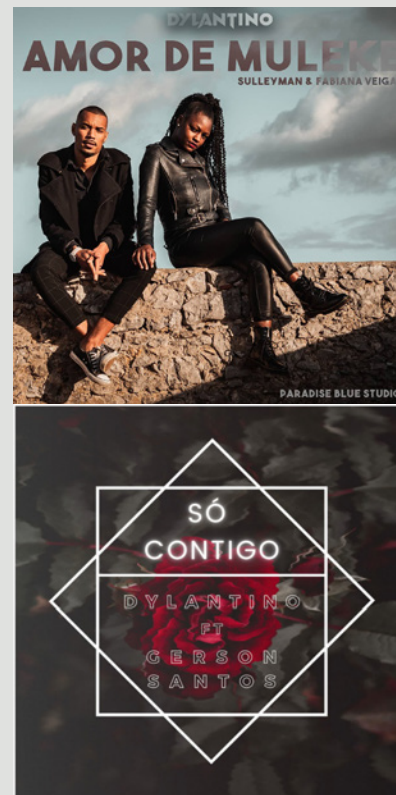 DYLANTINO
AMOR DE MULEKE
SULLEYMAN & FABIANA VEIGA
PARADISE BLUE STUDIO
SÓ
CONTIGO
DYLANTINO
FT
GERSON
SANTOS